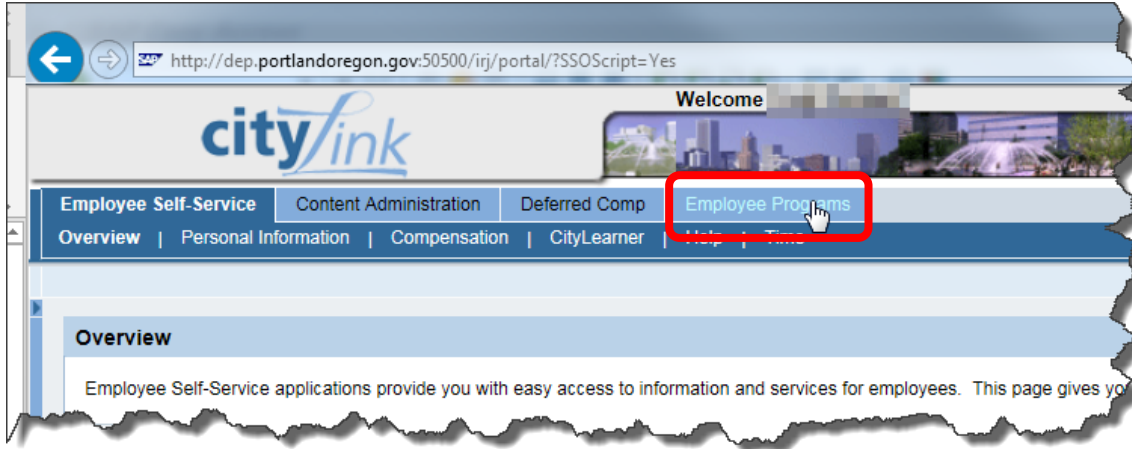 SAP http://dep.portlandoregon.gov:50500/irj/portal/?SSOScript=Yes
Welcome
city link
Employee Self-Service Content Administration Deferred Comp Employee Programs
Overview | Personal Information | Compensation | CityLearner | Help | Time
Overview
Employee Self-Service applications provide you with easy access to information and services for employees. This page gives